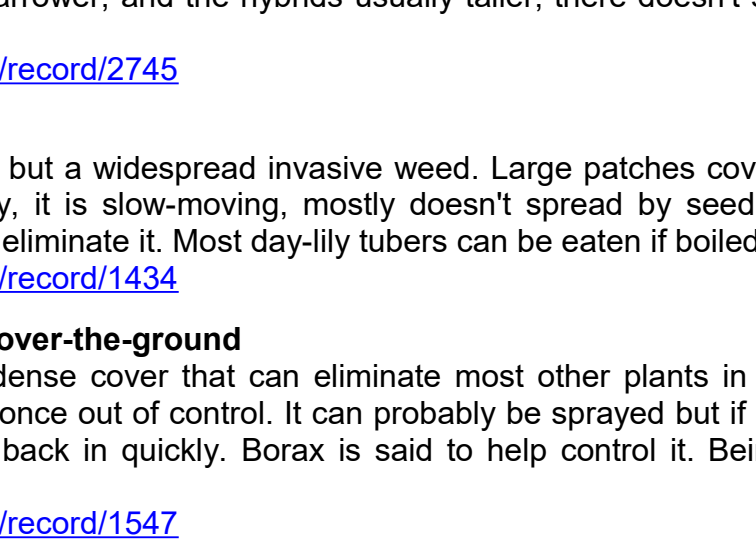 arrower, and the hybrids usually taller, there doesn't s
/record/2745
but a widespread invasive weed. Large patches cov
y, it is slow-moving, mostly doesn't spread by seed
eliminate it. Most day-lily tubers can be eaten if boiled
/record/1434
over-the-ground
dense cover that can eliminate most other plants in
once out of control. It can probably be sprayed but if
back in quickly. Borax is said to help control it. Bei
/record/1547